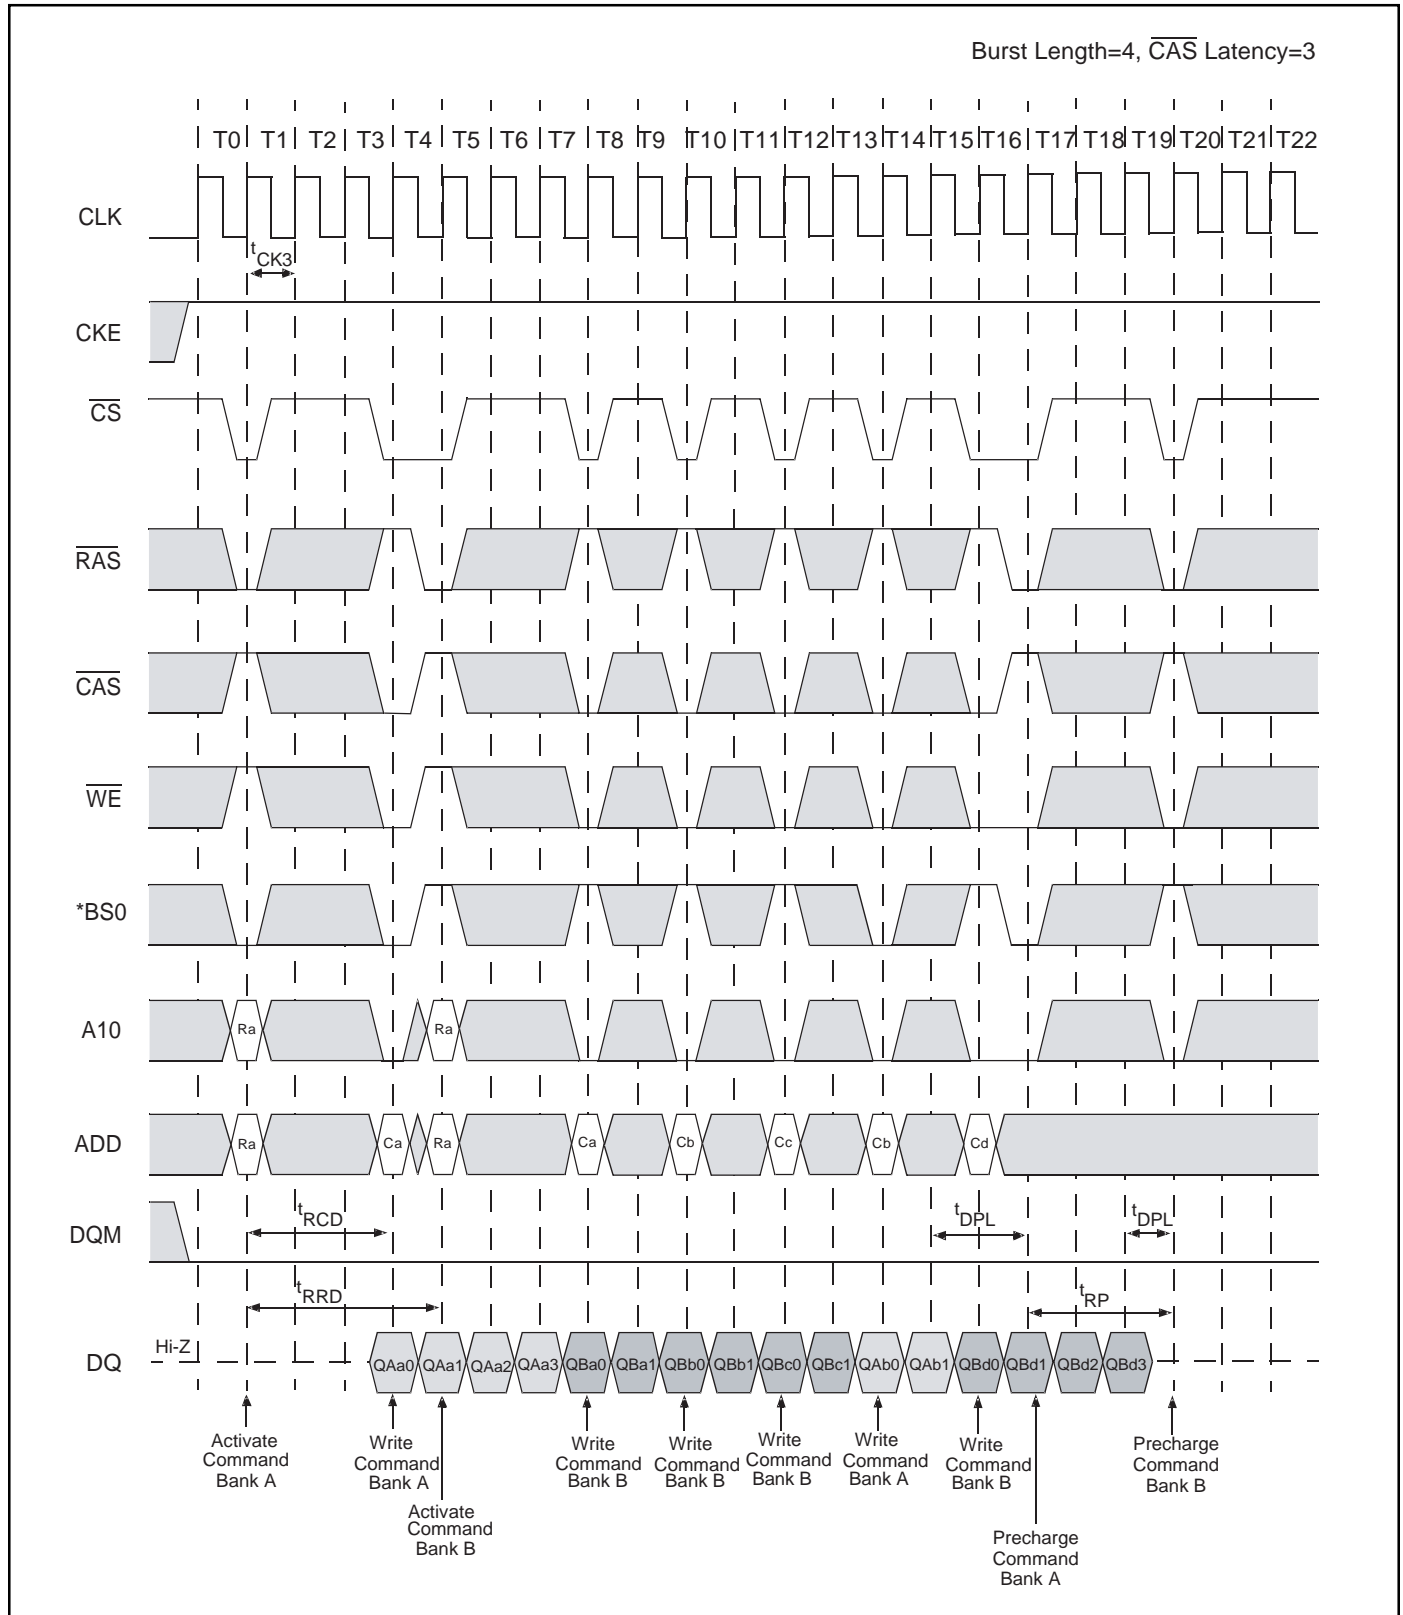 Burst Length=4, CAS Latency=3
T0 T1 T2 T3 T4 T5 T6 T7 T8 T9 T10 T11 T12 T13 T14 T15 T16 T17 T18 T19 T20 T21 T22
CLK
tCK3
CKE
CS
RAS
CAS
WE
*BS0
A10
Ra Ra
ADD
Ra Ca Ra Ca Cb Cc Cb Cd
DQM
tRCD tDPL tDPL
tRRD tRP
DQ
Hi-Z
QAa0 QAa1 QAa2 QAa3 QBa0 QBa1 QBb0 QBb1 QBc0 QBc1 QAb0 QAb1 QBd0 QBd1 QBd2 QBd3
Activate
Command
Bank A
Write
Command
Bank A
Activate
Command
Bank B
Write
Command
Bank B
Write
Command
Bank B
Write
Command
Bank B
Write
Command
Bank A
Write
Command
Bank B
Precharge
Command
Bank A
Precharge
Command
Bank B